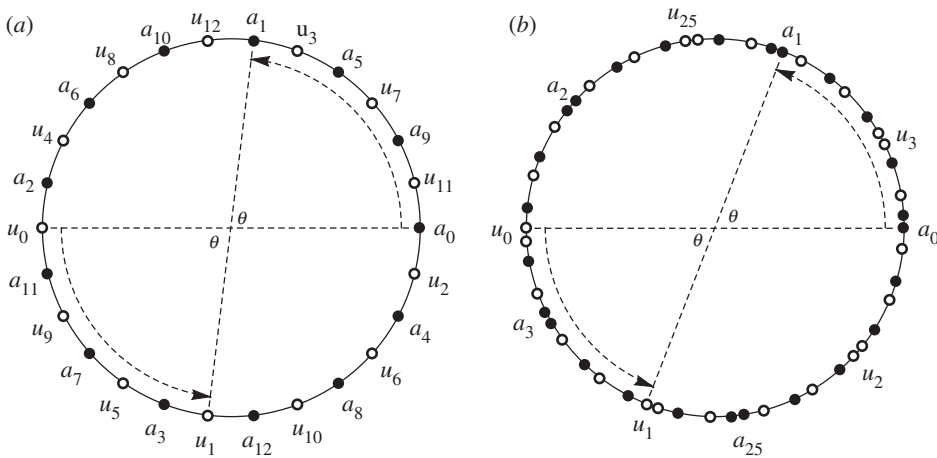 (a)
u12
a1
u3
a10
a5
u8
u7
a6
a9
u4
u11
a2
θ
u0
a0
θ
a11
u2
u9
a4
a7
u6
u5
a8
a3
u1
a12
u10
(b)
u25
a1
a2
u3
θ
u0
a0
θ
a3
u2
u1
a25